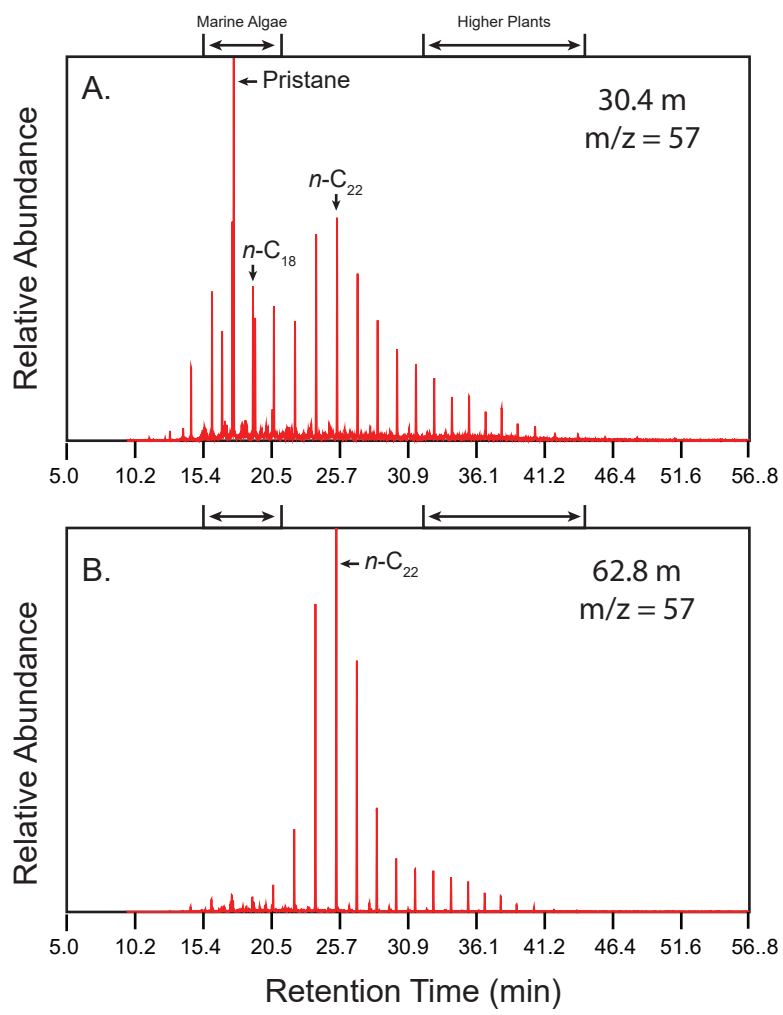 Marine Algae
Higher Plants
A.
Pristane
30.4 m
m/z = 57
n-C22
n-C18
Relative Abundance
5.0 10.2 15.4 20.5 25.7 30.9 36.1 41.2 46.4 51.6 56..8
B.
n-C22
62.8 m
m/z = 57
Relative Abundance
5.0 10.2 15.4 20.5 25.7 30.9 36.1 41.2 46.4 51.6 56..8
Retention Time (min)